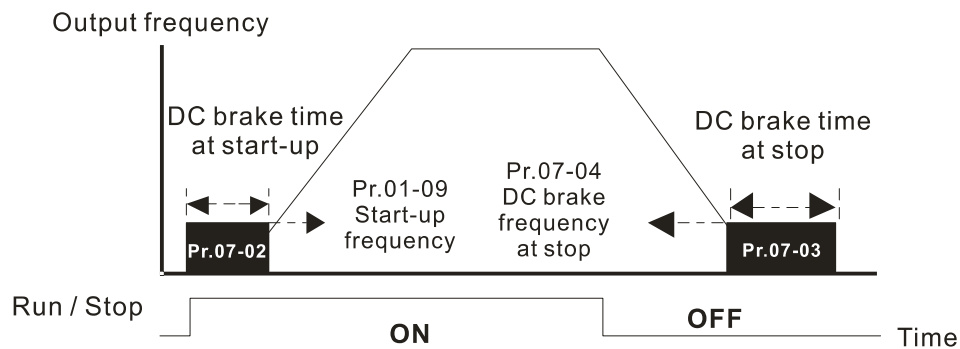 Output frequency
DC brake time
at start-up
DC brake time
at stop
Pr.01-09
Start-up
frequency
Pr.07-04
DC brake
frequency
at stop
Pr.07-02
Pr.07-03
Run / Stop
ON
OFF
Time